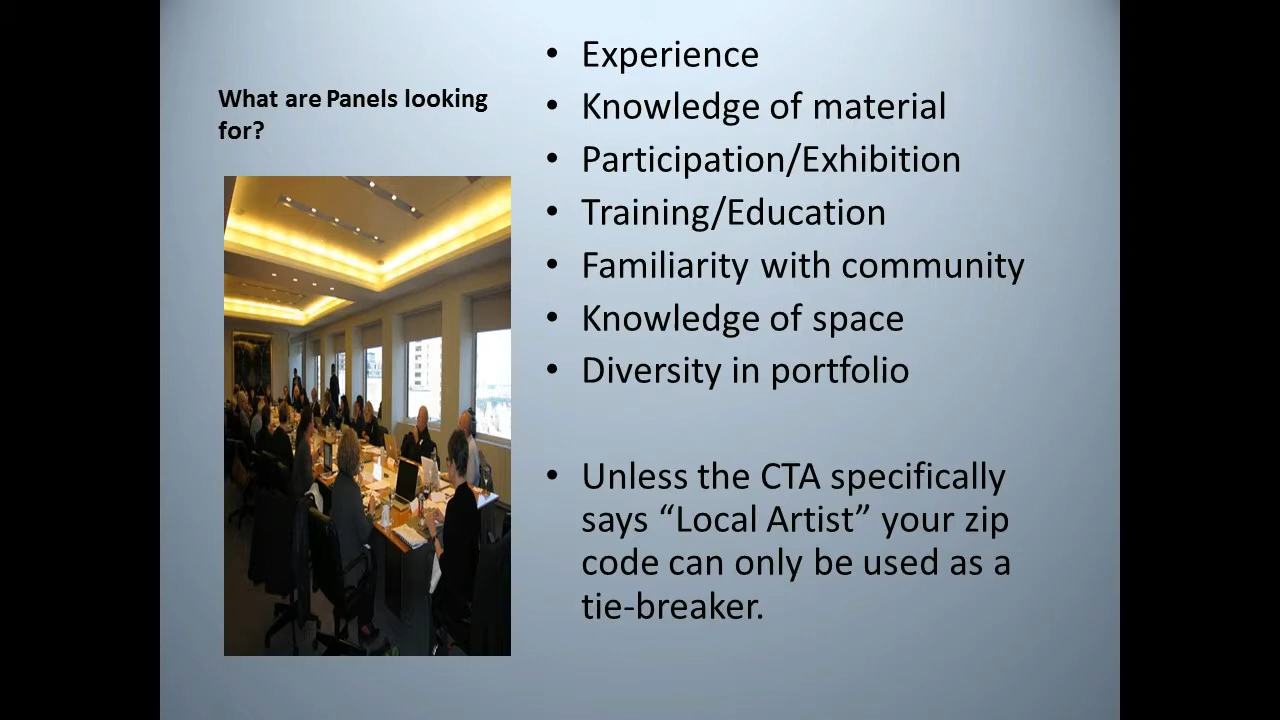 What are Panels looking
for?
• Experience
• Knowledge of material
• Participation/Exhibition
• Training/Education
• Familiarity with community
• Knowledge of space
• Diversity in portfolio
• Unless the CTA specifically
says “Local Artist” your zip
code can only be used as a
tie-breaker.